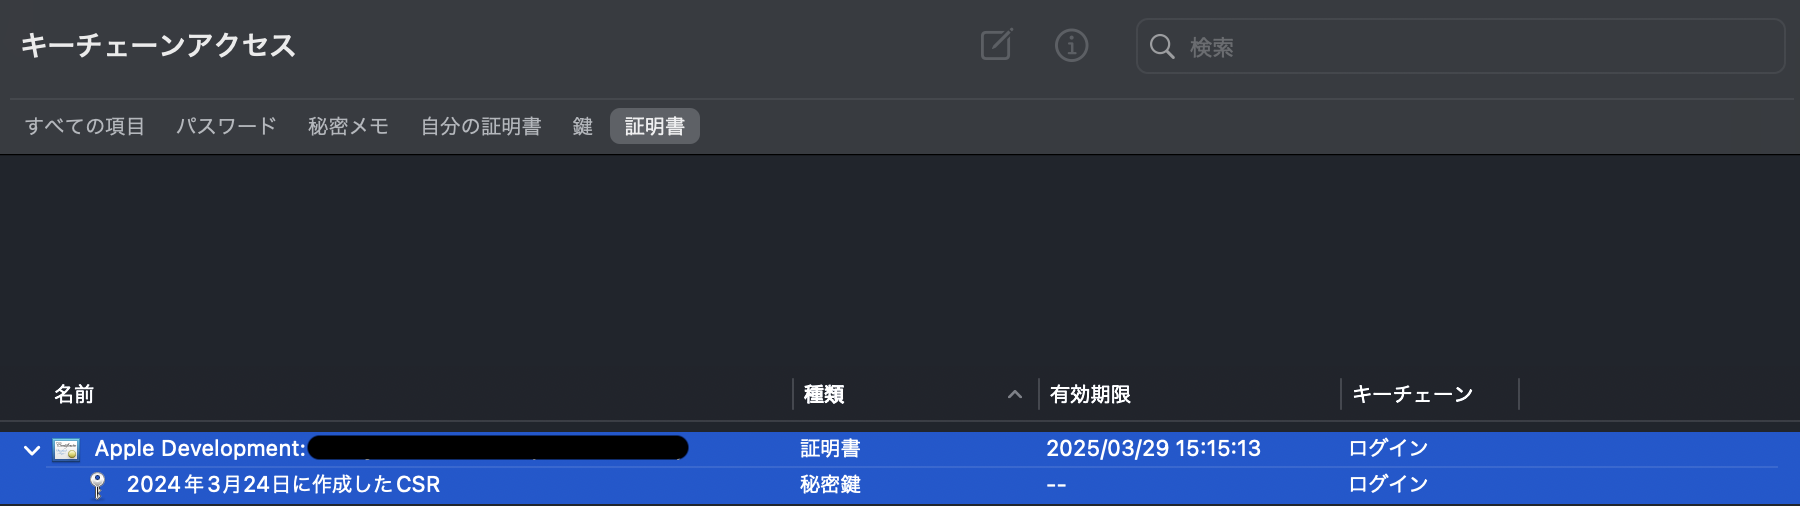 キーチェーンアクセス
検索
すべての項目 パスワード 秘密メモ 自分の証明書 鍵 証明書
名前 種類 有効期限 キーチェーン
Apple Development: 証明書 2025/03/29 15:15:13 ログイン
2024年3月24日に作成したCSR 秘密鍵 -- ログイン